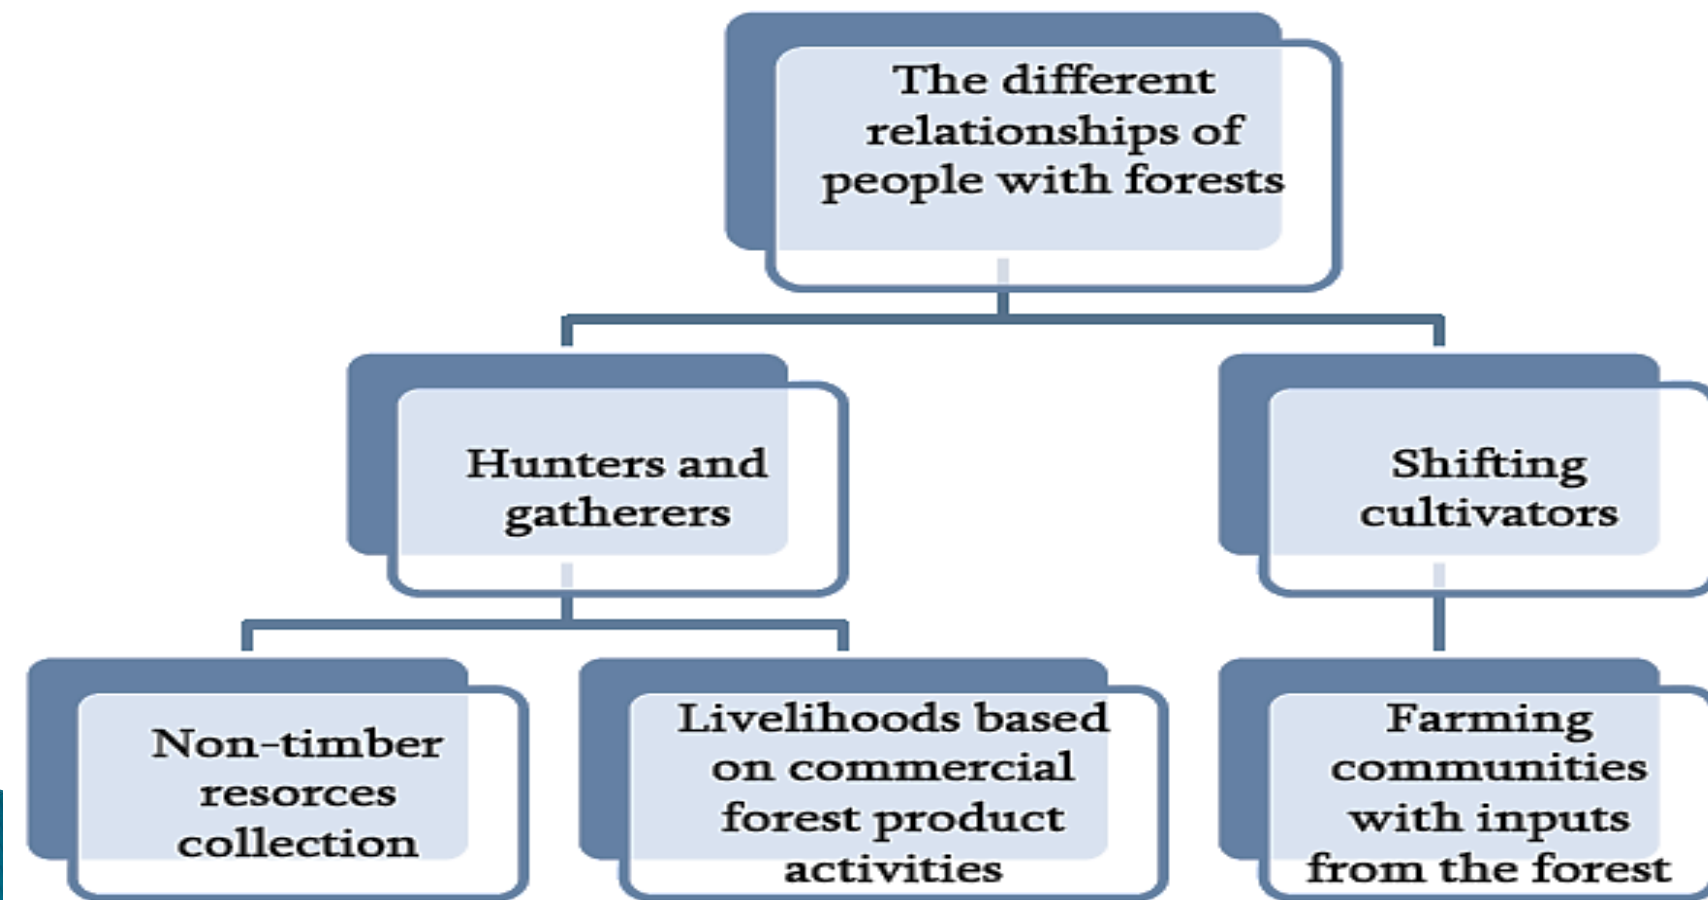 The different
relationships of
people with forests
Hunters and
gatherers
Shifting
cultivators
Non-timber
resorces
collection
Livelihoods based
on commercial
forest product
activities
Farming
communities
with inputs
from the forest